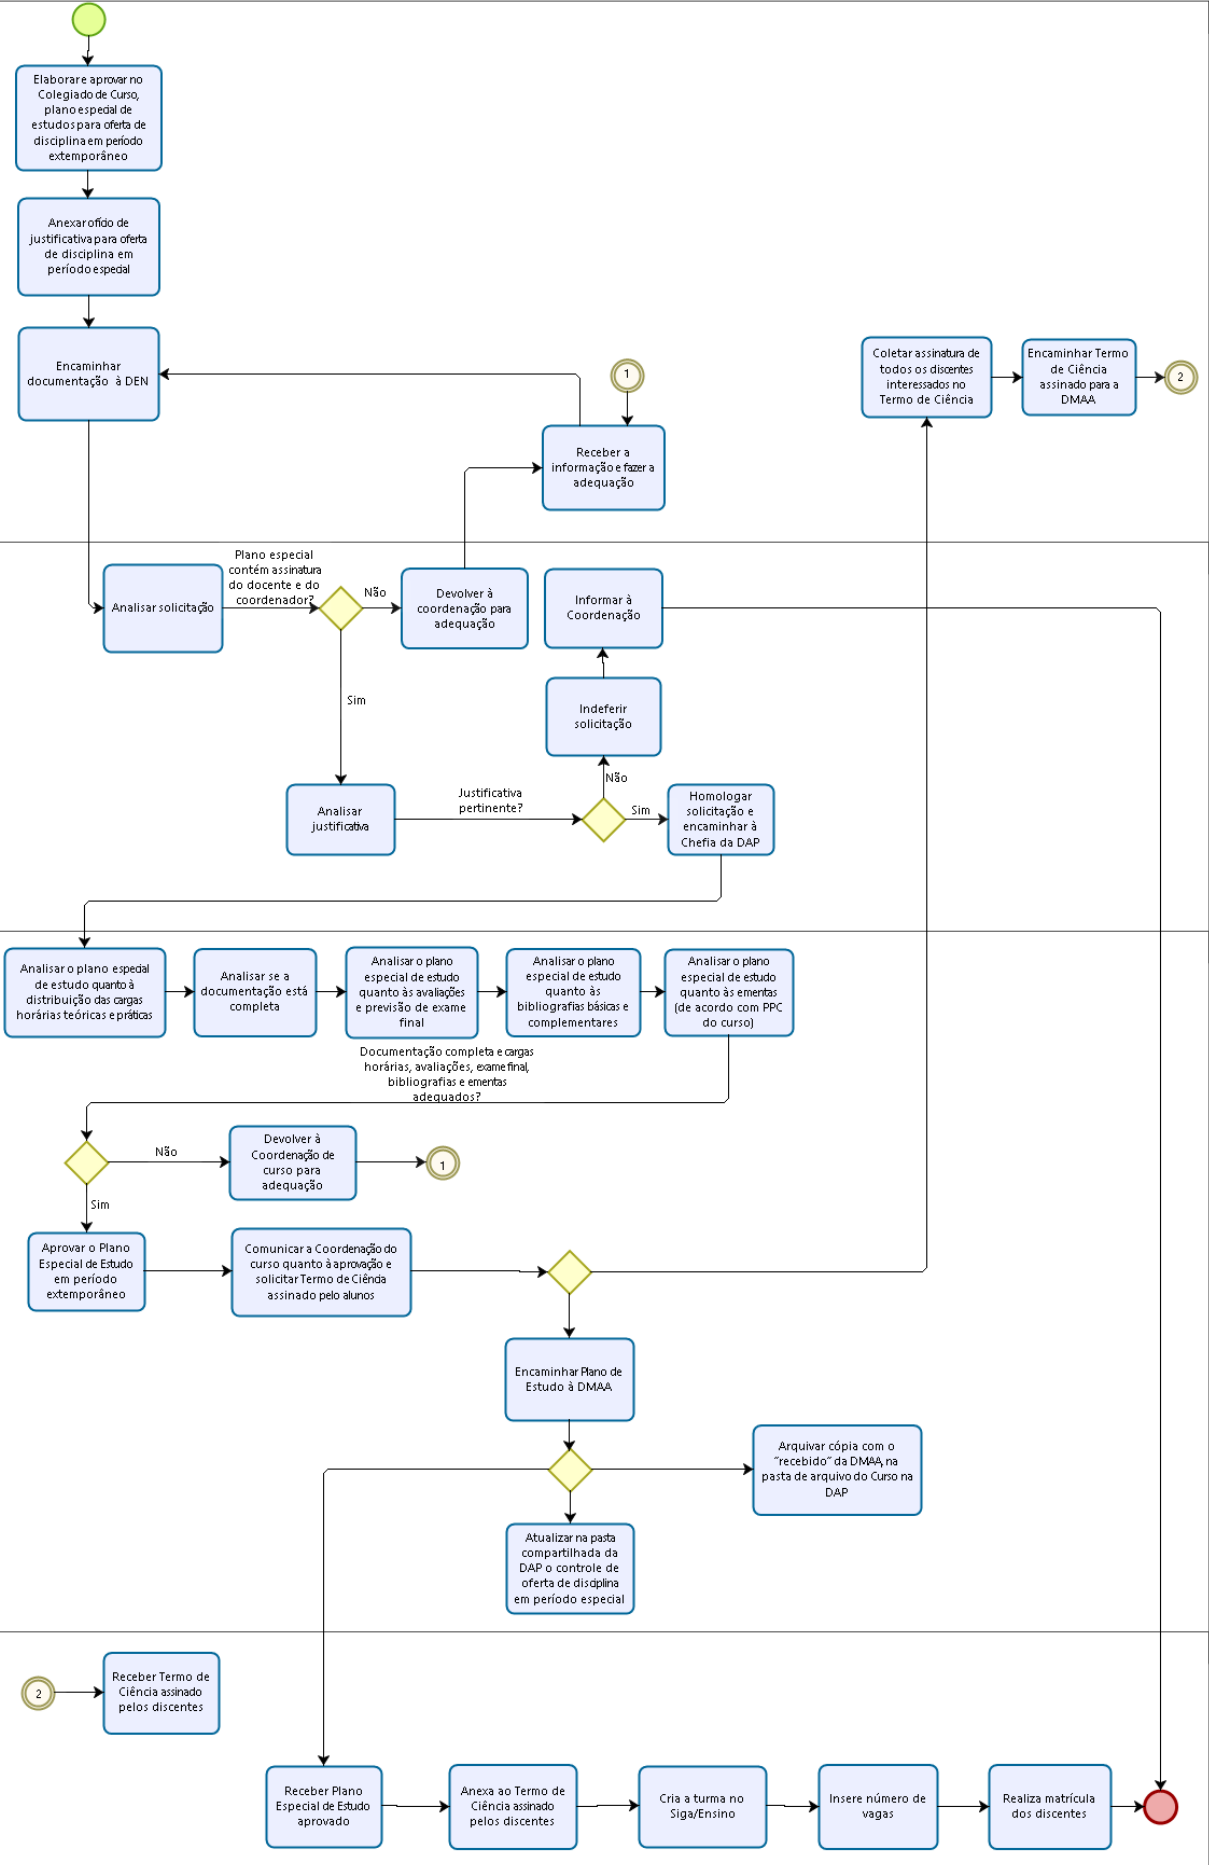 Elaborar e aprovar no
Colegiado de Curso,
plano especial de
estudos para oferta de
disciplina em período
extemporâneo
Anexar ofício de
justificativa para oferta
de disciplina em
período especial
Encaminhar
documentação à DEN
1
Receber a
informação e fazer a
adequação
Coletar assinatura de
todos os discentes
interessados no
Termo de Ciência
Encaminhar Termo
de Ciência
assinado para a
DMAA
2
Analisar solicitação
Plano especial
contém assinatura
do docente e do
coordenador?
Não
Devolver à
coordenação para
adequação
Informar à
Coordenação
Sim
Indeferir
solicitação
Não
Analisar
justificativa
Justificativa
pertinente?
Sim
Homologar
solicitação e
encaminhar à
Chefia da DAP
Analisar o plano especial
de estudo quanto à
distribuição das cargas
horárias teóricas e práticas
Analisar se a
documentação está
completa
Analisar o plano
especial de estudo
quanto às avaliações
e previsão de exame
final
Analisar o plano
especial de estudo
quanto às
bibliografias básicas e
complementares
Analisar o plano
especial de estudo
quanto às ementas
(de acordo com PPC
do curso)
Documentação completa e cargas
horárias, avaliações, exame final,
bibliografias e ementas
adequados?
Não
Devolver à
Coordenação de
curso para
adequação
1
Sim
Aprovar o Plano
Especial de Estudo
em período
extemporâneo
Comunicar a Coordenação do
curso quanto à aprovação e
solicitar Termo de Ciência
assinado pelo alunos
Encaminhar Plano de
Estudo à DMAA
Arquivar cópia com o
"recebido" da DMAA, na
pasta de arquivo do Curso na
DAP
Atualizar na pasta
compartilhada da
DAP o controle de
oferta de disciplina
em período especial
2
Receber Termo de
Ciência assinado
pelos discentes
Receber Plano
Especial de Estudo
aprovado
Anexa ao Termo de
Ciência assinado
pelos discentes
Cria a turma no
Siga/Ensino
Insere número de
vagas
Realiza matrícula
dos discentes